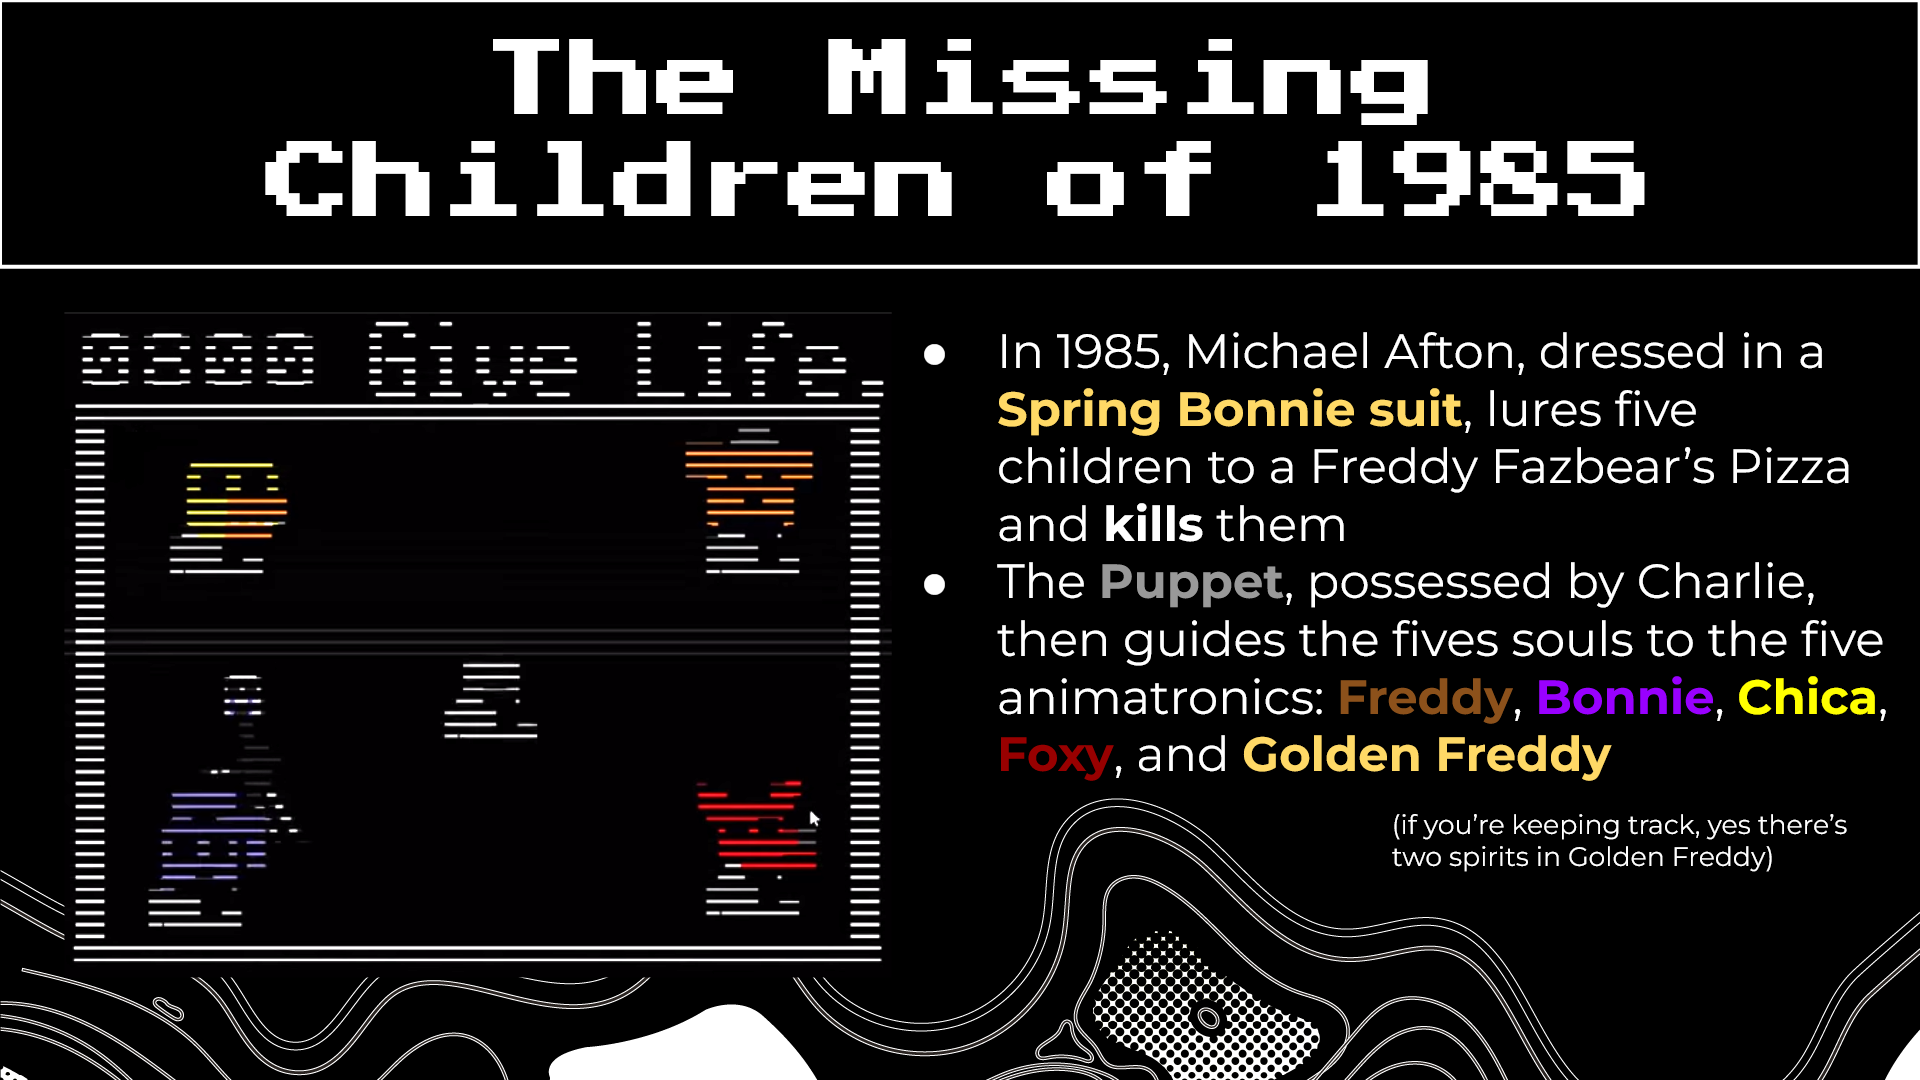 The Missing
Children of 1985
0800 Give Life.
● In 1985, Michael Afton, dressed in a
Spring Bonnie suit, lures five
children to a Freddy Fazbear’s Pizza
and kills them
● The Puppet, possessed by Charlie,
then guides the fives souls to the five
animatronics: Freddy, Bonnie, Chica,
Foxy, and Golden Freddy
(if you’re keeping track, yes there’s
two spirits in Golden Freddy)